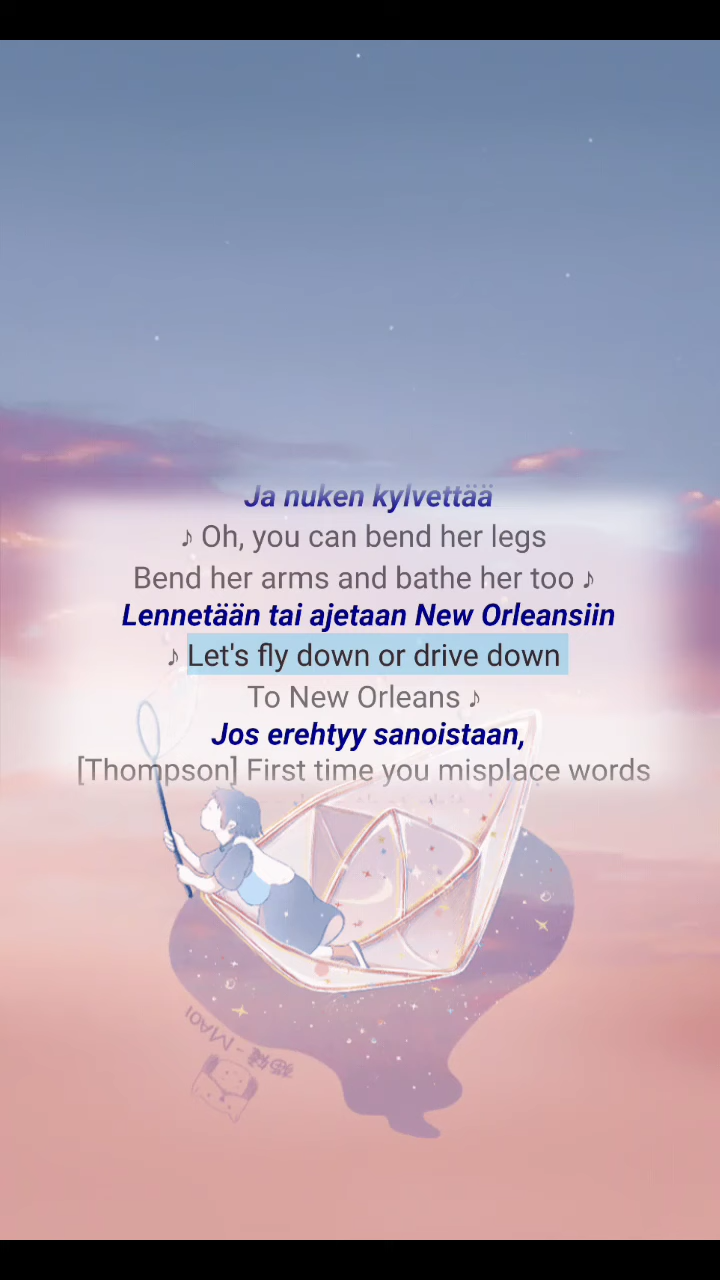 Ja nuken kylvettää
♪ Oh, you can bend her legs
Bend her arms and bathe her too ♪
Lennetään tai ajetaan New Orleansiin
♪ Let's fly down or drive down
To New Orleans ♪
Jos erehtyy sanoistaan,
[Thompson] First time you misplace words
MAOI